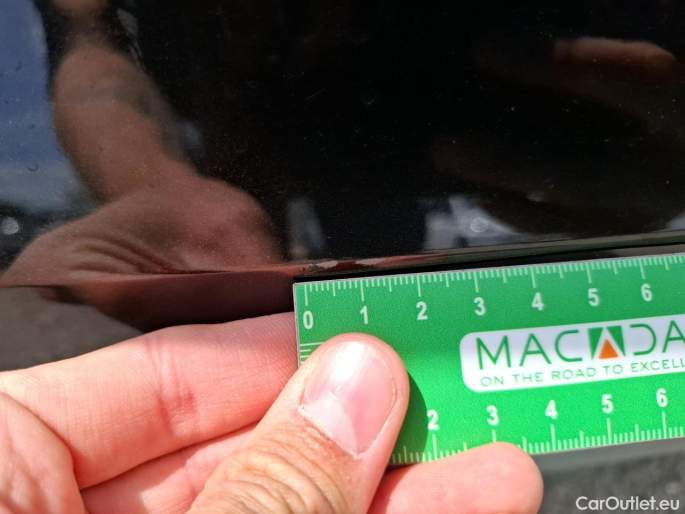 0 1 2 3 4 5 6
MACADA
ON THE ROAD TO EXCELL
2 3 4 5 6
CarOutlet.eu